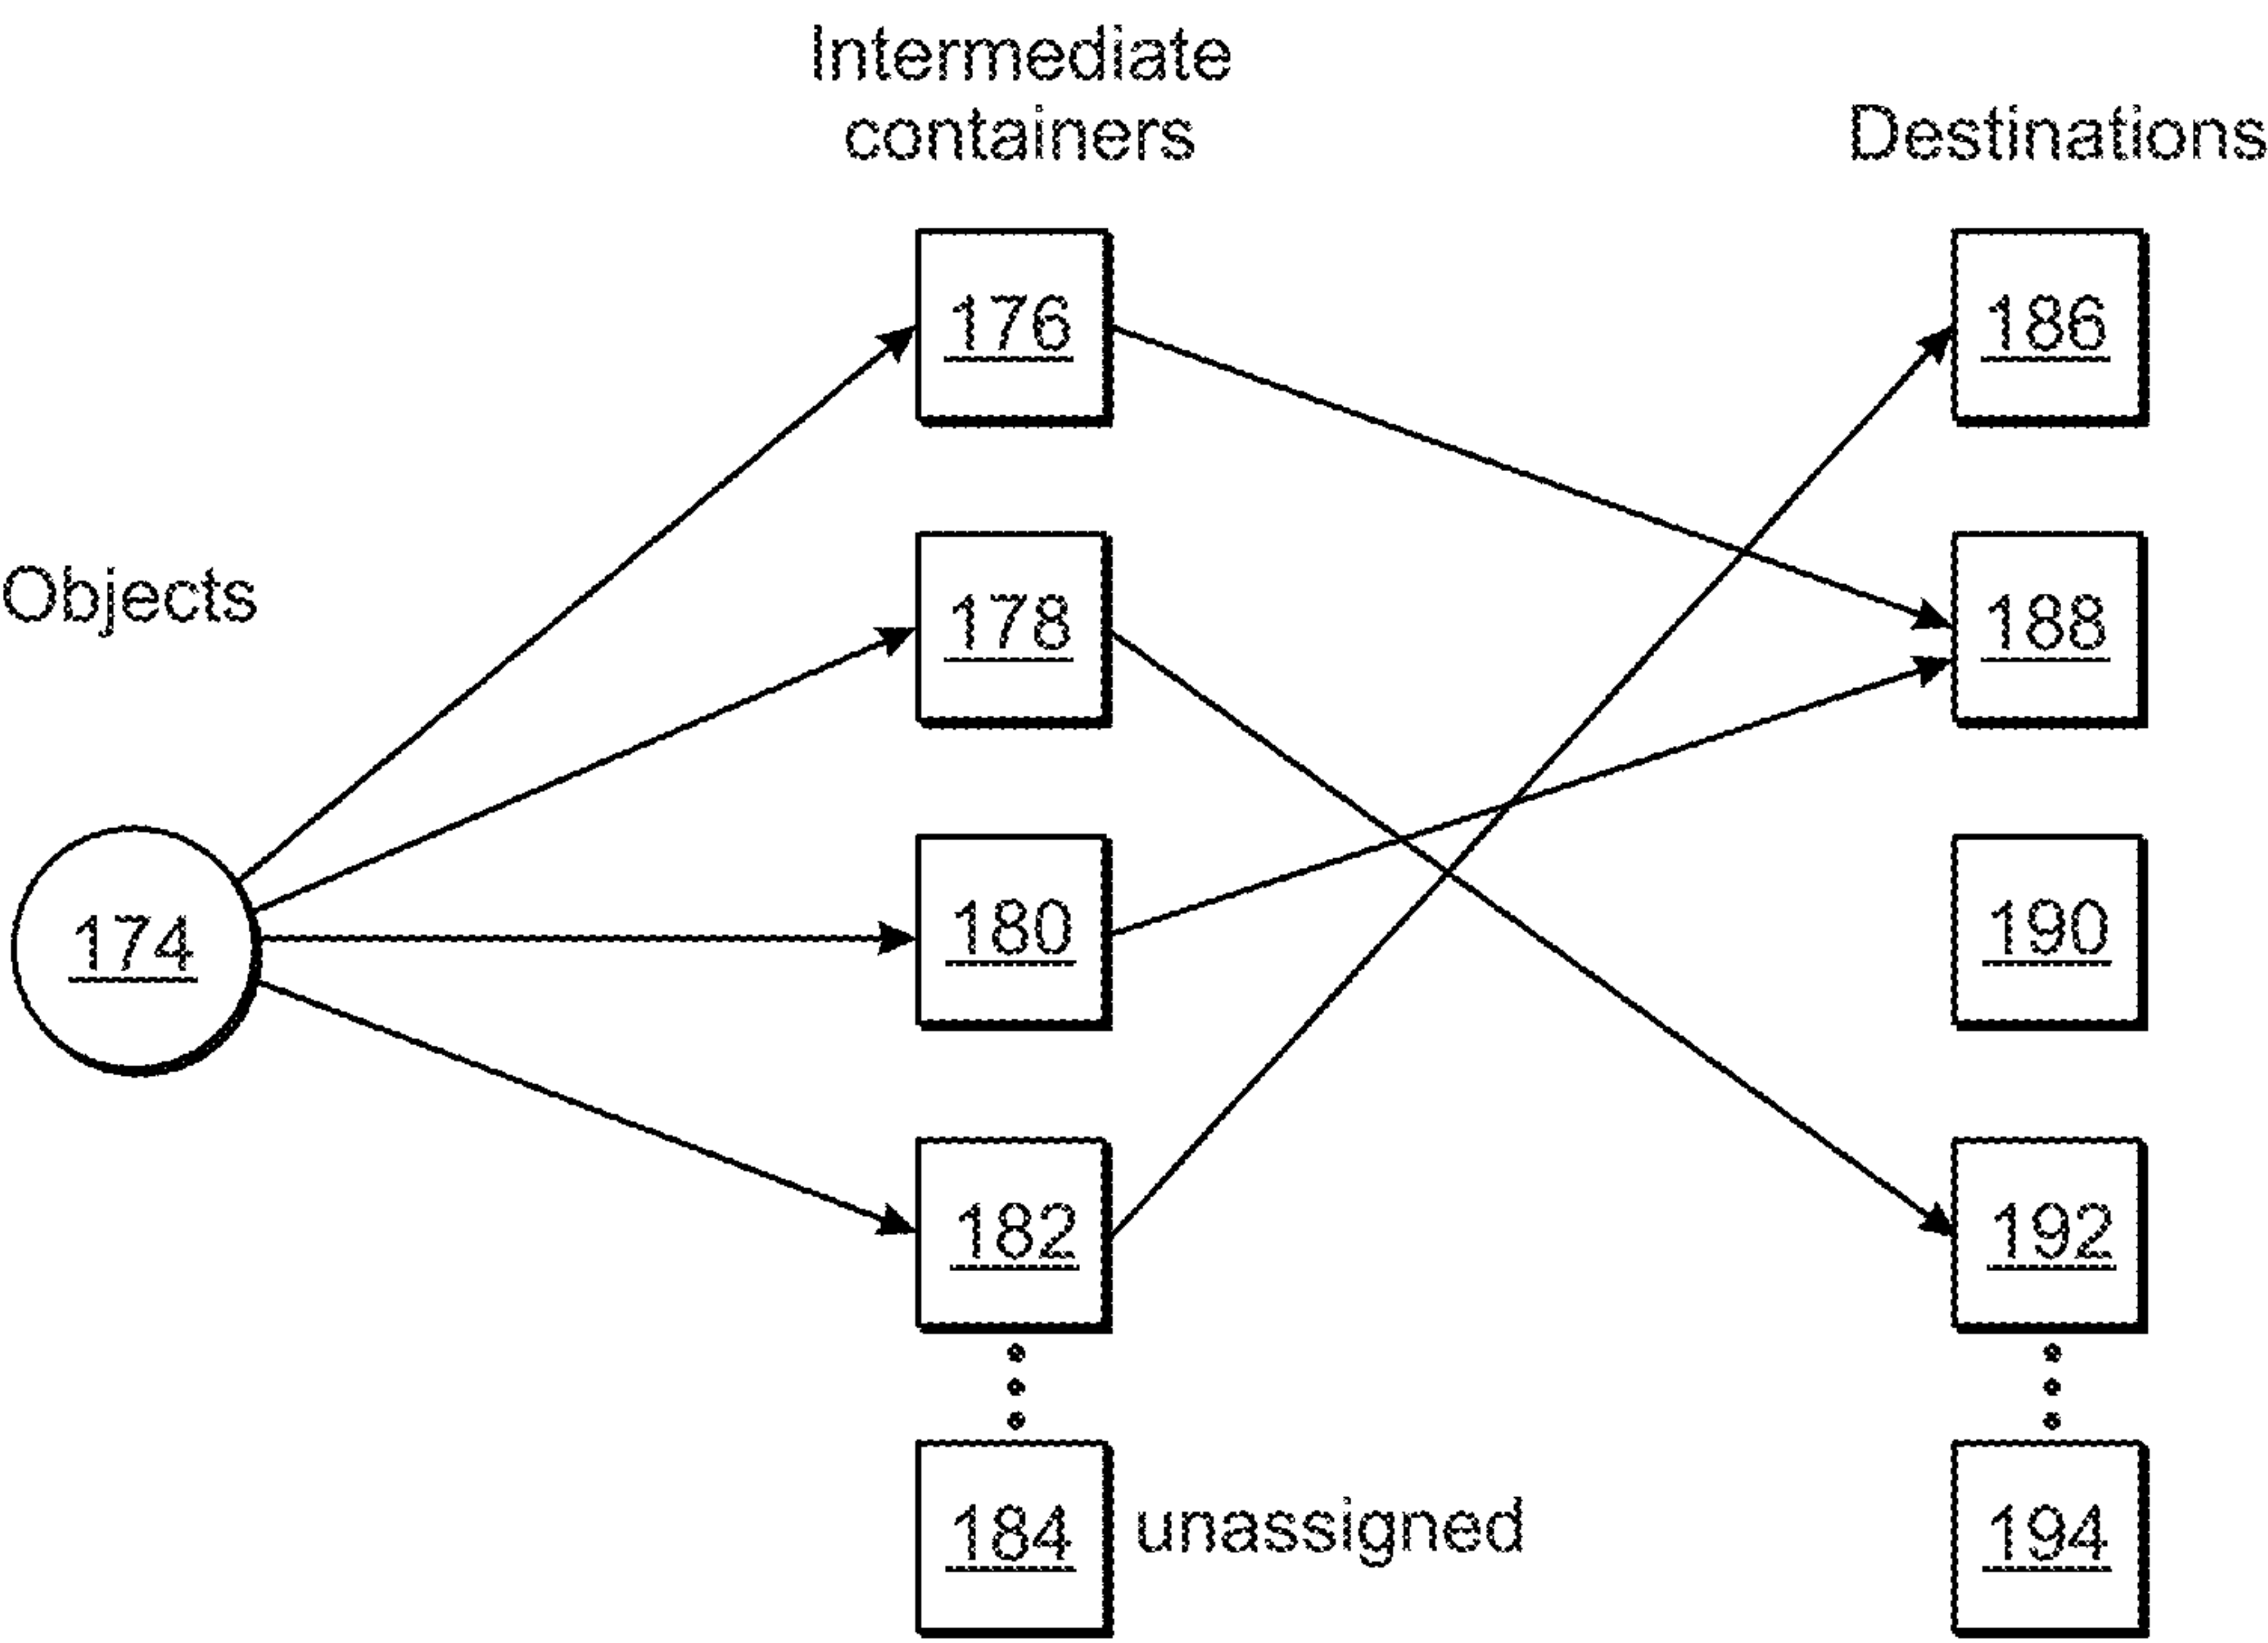 Intermediate
containers
Destinations
176
186
Objects
178
188
174
180
190
182
192
184 unassigned
194